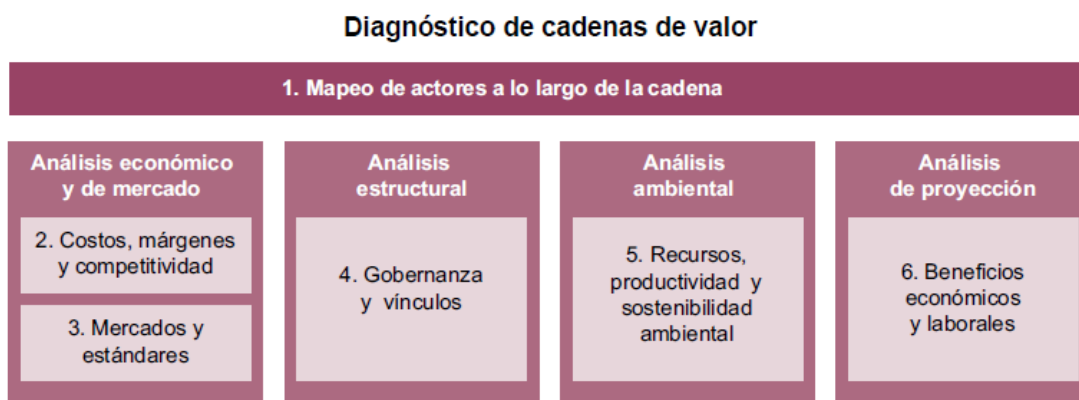 Diagnóstico de cadenas de valor
1. Mapeo de actores a lo largo de la cadena
Análisis económico
y de mercado
2. Costos, márgenes
y competitividad
3. Mercados y
estándares
Análisis
estructural
4. Gobernanza
y vínculos
Análisis
ambiental
5. Recursos,
productividad y
sostenibilidad
ambiental
Análisis
de proyección
6. Beneficios
económicos
y laborales